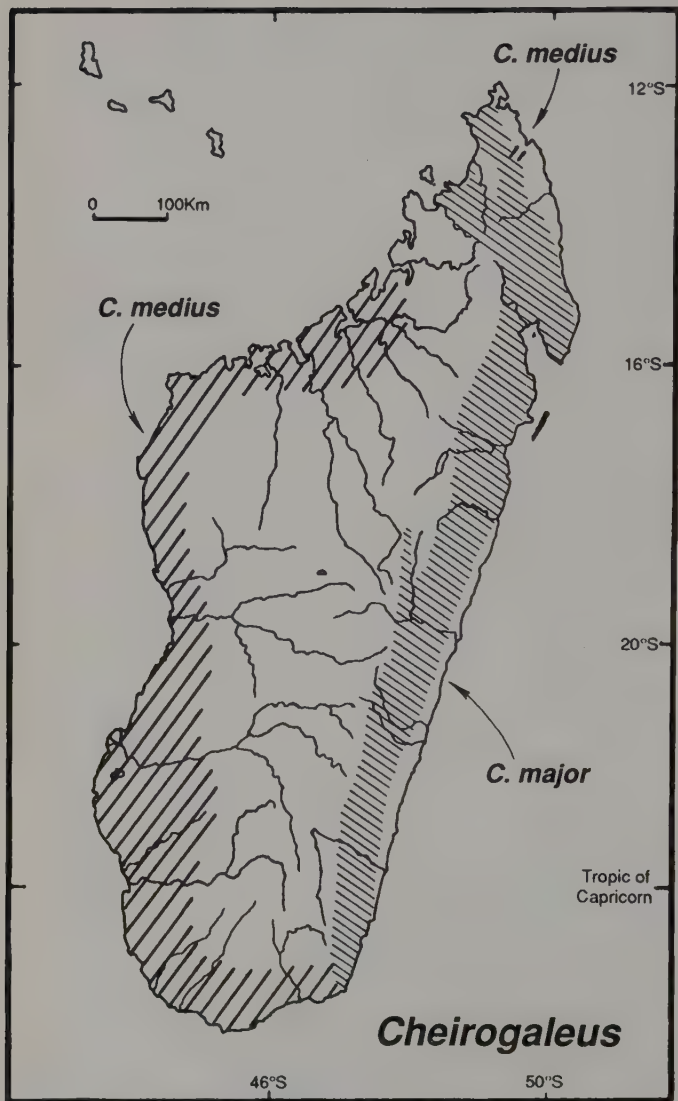 C. medius
12°S
0 100Km
C. medius
16°S
20°S
C. major
Tropic of
Capricorn
Cheirogaleus
46°S
50°S